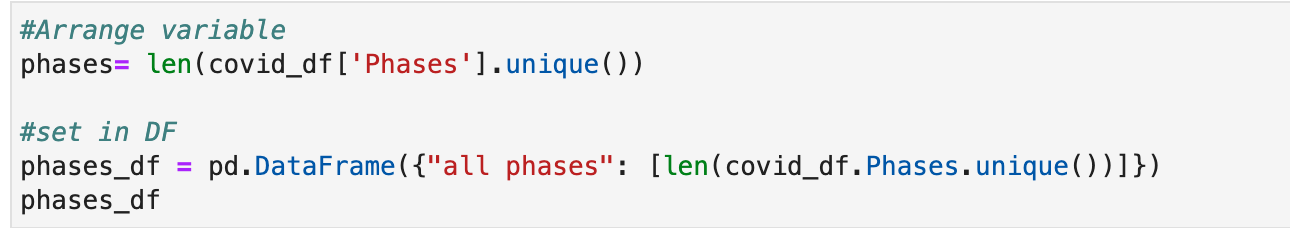 #Arrange variable
phases= len(covid_df['Phases'].unique())
#set in DF
phases_df = pd.DataFrame({"all phases": [len(covid_df.Phases.unique())]})
phases_df